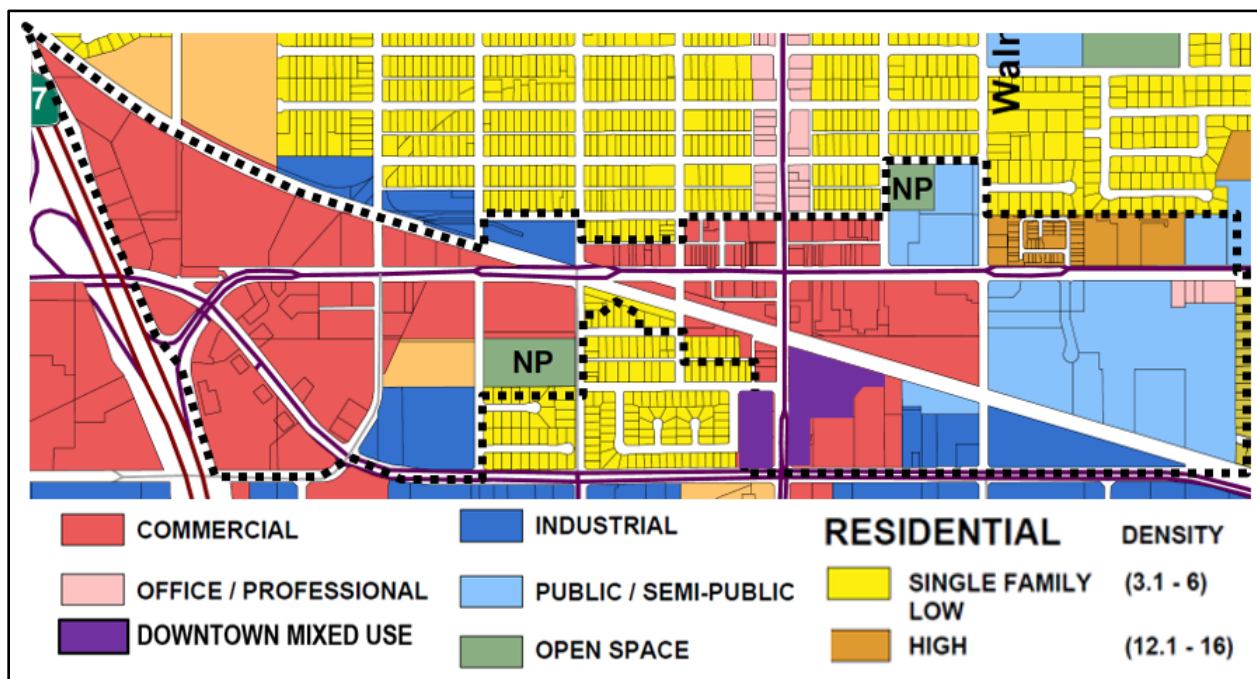 Walr
7
NP
NP
COMMERCIAL
INDUSTRIAL
RESIDENTIAL
DENSITY
OFFICE / PROFESSIONAL
PUBLIC / SEMI-PUBLIC
SINGLE FAMILY
LOW
(3.1 - 6)
DOWNTOWN MIXED USE
OPEN SPACE
HIGH
(12.1 - 16)